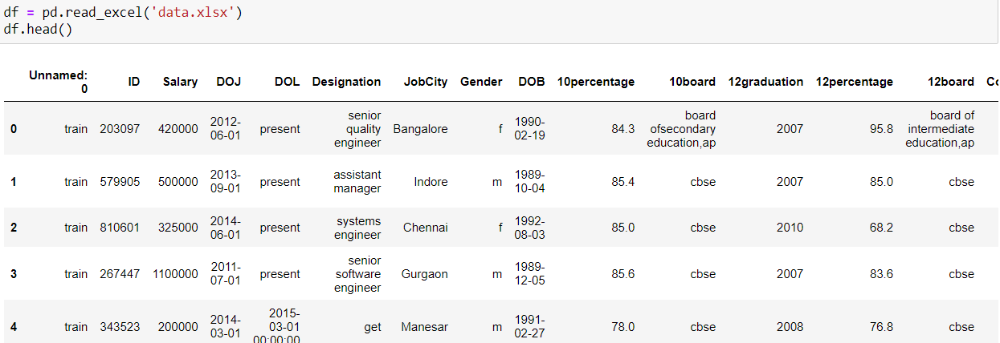 df = pd.read_excel('data.xlsx')
df.head()
Unnamed: 0 ID Salary DOJ DOL Designation JobCity Gender DOB 10percentage 10board 12graduation 12percentage 12board
0 train 203097 420000 2012-06-01 present senior quality engineer Bangalore f 1990-02-19 84.3 board ofsecondary education,ap 2007 95.8 board of intermediate education,ap
1 train 579905 500000 2013-09-01 present assistant manager Indore m 1989-10-04 85.4 cbse 2007 85.0 cbse
2 train 810601 325000 2014-06-01 present systems engineer Chennai f 1992-08-03 85.0 cbse 2010 68.2 cbse
3 train 267447 1100000 2011-07-01 present senior software engineer Gurgaon m 1989-12-05 85.6 cbse 2007 83.6 cbse
4 train 343523 200000 2014-03-01 2015-03-01 00:00:00 get Manesar m 1991-02-27 78.0 cbse 2008 76.8 cbse